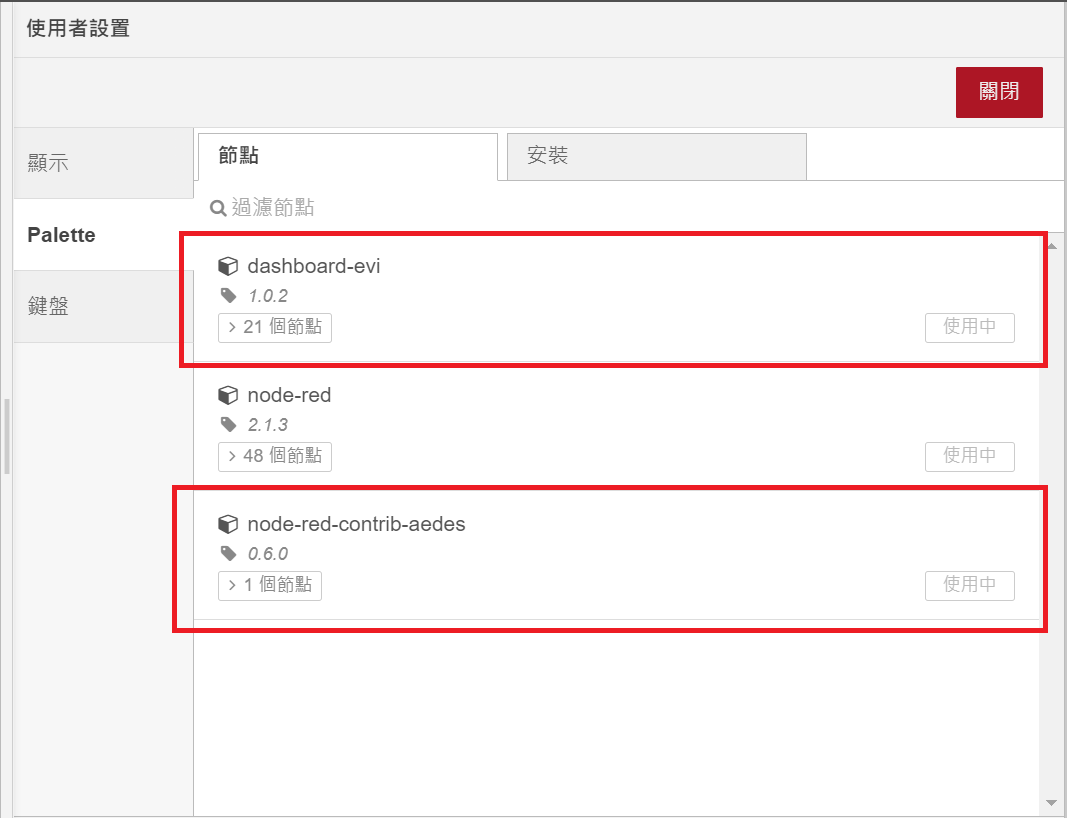 使用者設置
關閉
顯示
Palette
鍵盤
節點
安裝
過濾節點
dashboard-evi
1.0.2
21 個節點
使用中
node-red
2.1.3
48 個節點
使用中
node-red-contrib-aedes
0.6.0
1 個節點
使用中